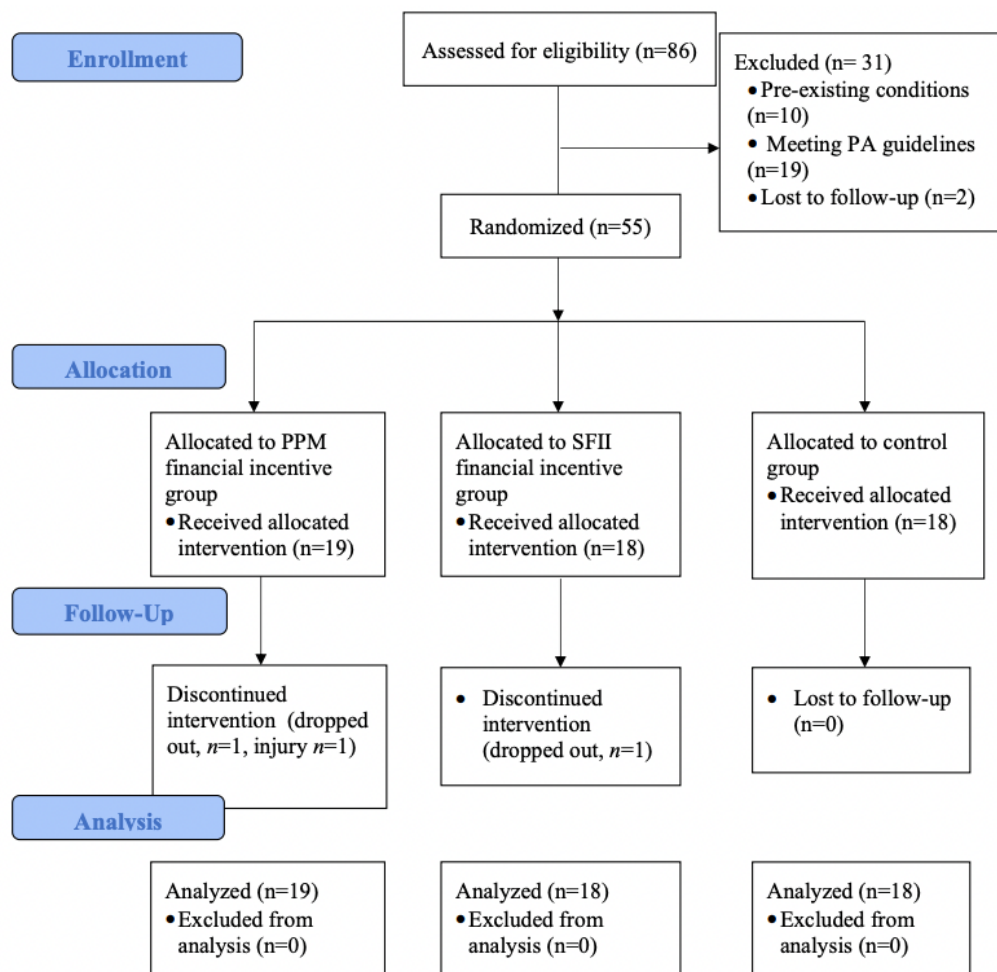 Enrollment
Assessed for eligibility (n=86)
Excluded (n= 31)
• Pre-existing conditions
(n=10)
• Meeting PA guidelines
(n=19)
• Lost to follow-up (n=2)
Randomized (n=55)
Allocation
Allocated to PPM
financial incentive
group
• Received allocated
intervention (n=19)
Allocated to SFII
financial incentive
group
• Received allocated
intervention (n=18)
Allocated to control
group
• Received allocated
intervention (n=18)
Follow-Up
Discontinued
intervention (dropped
out, n=1, injury n=1)
• Discontinued
intervention
(dropped out, n=1)
• Lost to follow-up
(n=0)
Analysis
Analyzed (n=19)
• Excluded from
analysis (n=0)
Analyzed (n=18)
• Excluded from
analysis (n=0)
Analyzed (n=18)
• Excluded from
analysis (n=0)